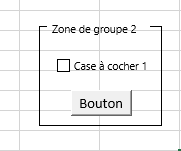 Zone de groupe 2
Case à cocher 1
Bouton